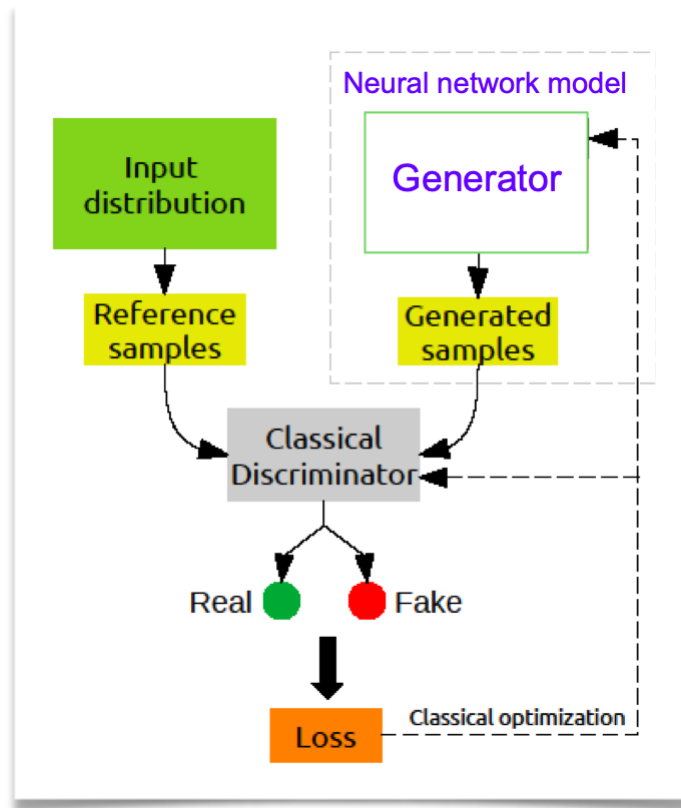 Neural network model
Input
distribution
Generator
Reference
samples
Generated
samples
Classical
Discriminator
Real
Fake
Classical optimization
Loss